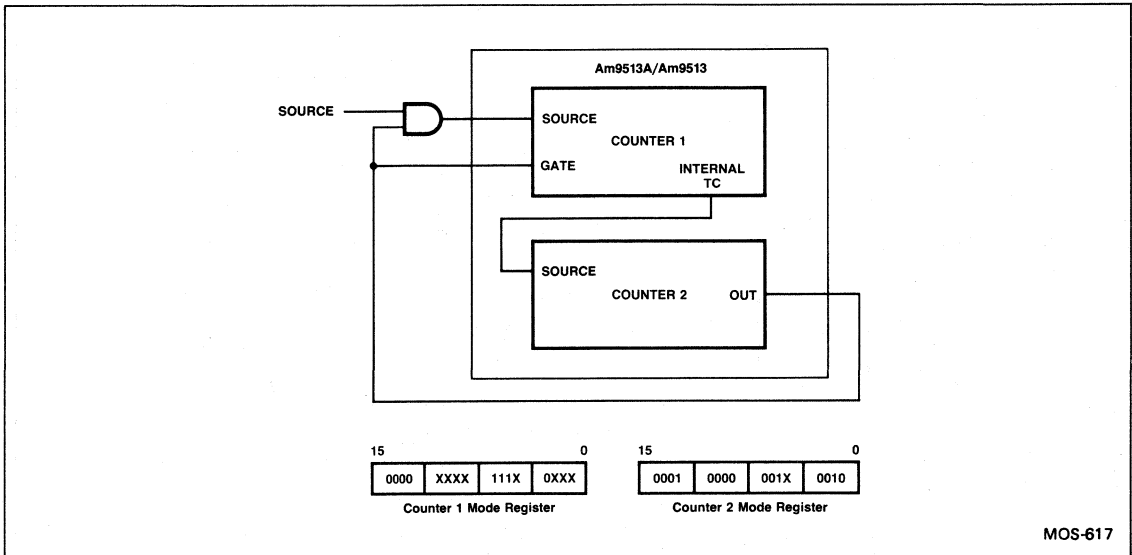 Am9513A/Am9513
SOURCE
SOURCE
COUNTER 1
GATE
INTERNAL
TC
SOURCE
COUNTER 2
OUT
15 0
0000 XXXX 111X 0XXX
Counter 1 Mode Register
15 0
0001 0000 001X 0010
Counter 2 Mode Register
MOS-617